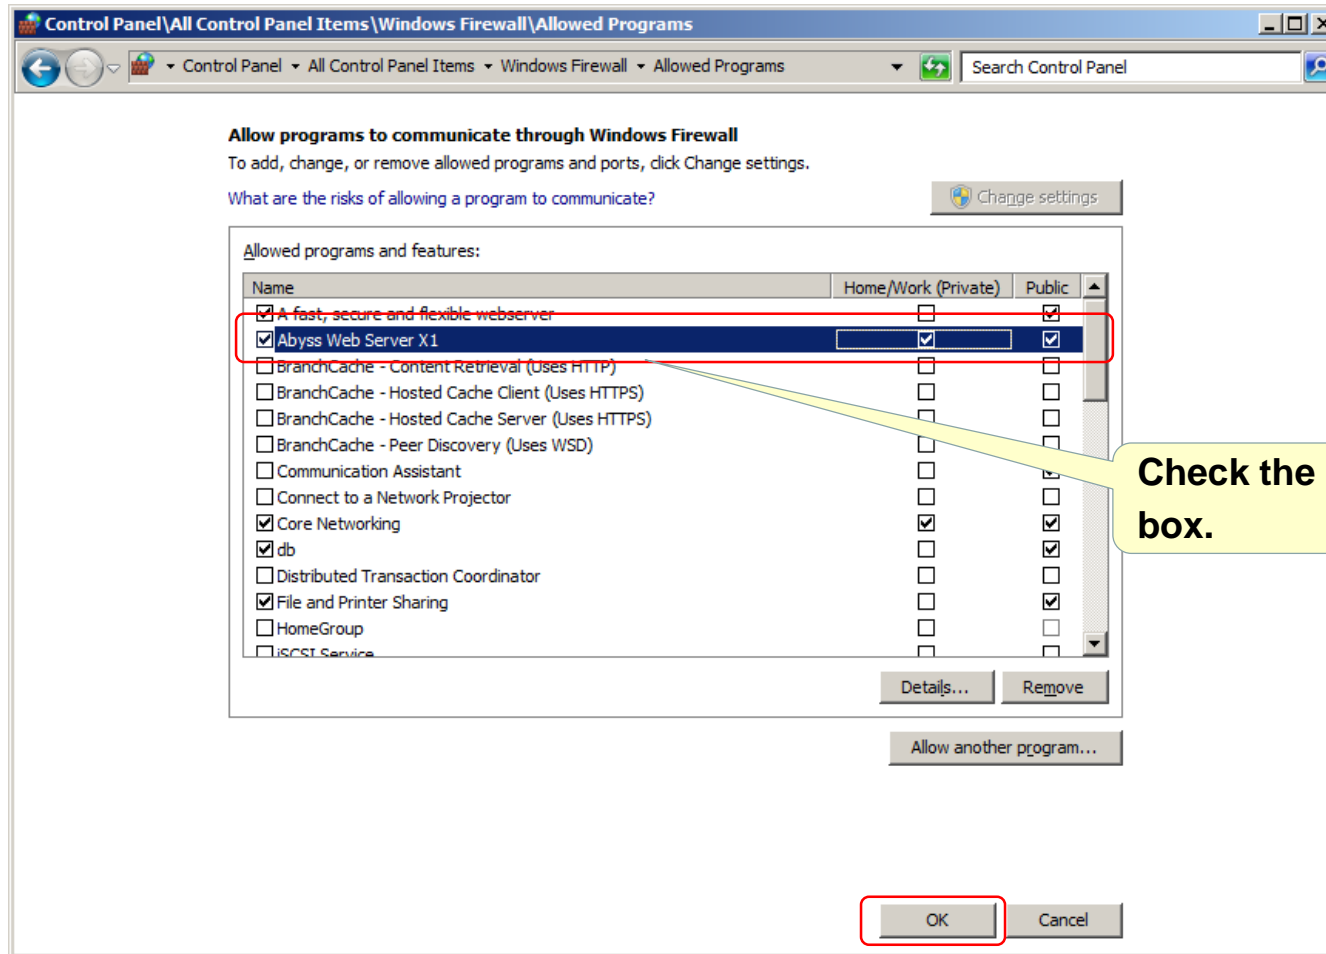 Control Panel\All Control Panel Items\Windows Firewall\Allowed Programs
Control Panel All Control Panel Items Windows Firewall Allowed Programs Search Control Panel
Allow programs to communicate through Windows Firewall
To add, change, or remove allowed programs and ports, click Change settings.
What are the risks of allowing a program to communicate? Change settings
Allowed programs and features:
Name Home/Work (Private) Public
A fast, secure and flexible webserver
Abyss Web Server X1
BranchCache - Content Retrieval (Uses HTTP)
BranchCache - Hosted Cache Client (Uses HTTPS)
BranchCache - Hosted Cache Server (Uses HTTPS)
BranchCache - Peer Discovery (Uses WSD)
Communication Assistant
Check the
Connect to a Network Projector
Core Networking
box.
db
Distributed Transaction Coordinator
File and Printer Sharing
HomeGroup
iSCSI Service
Details... Remove
Allow another program...
OK Cancel